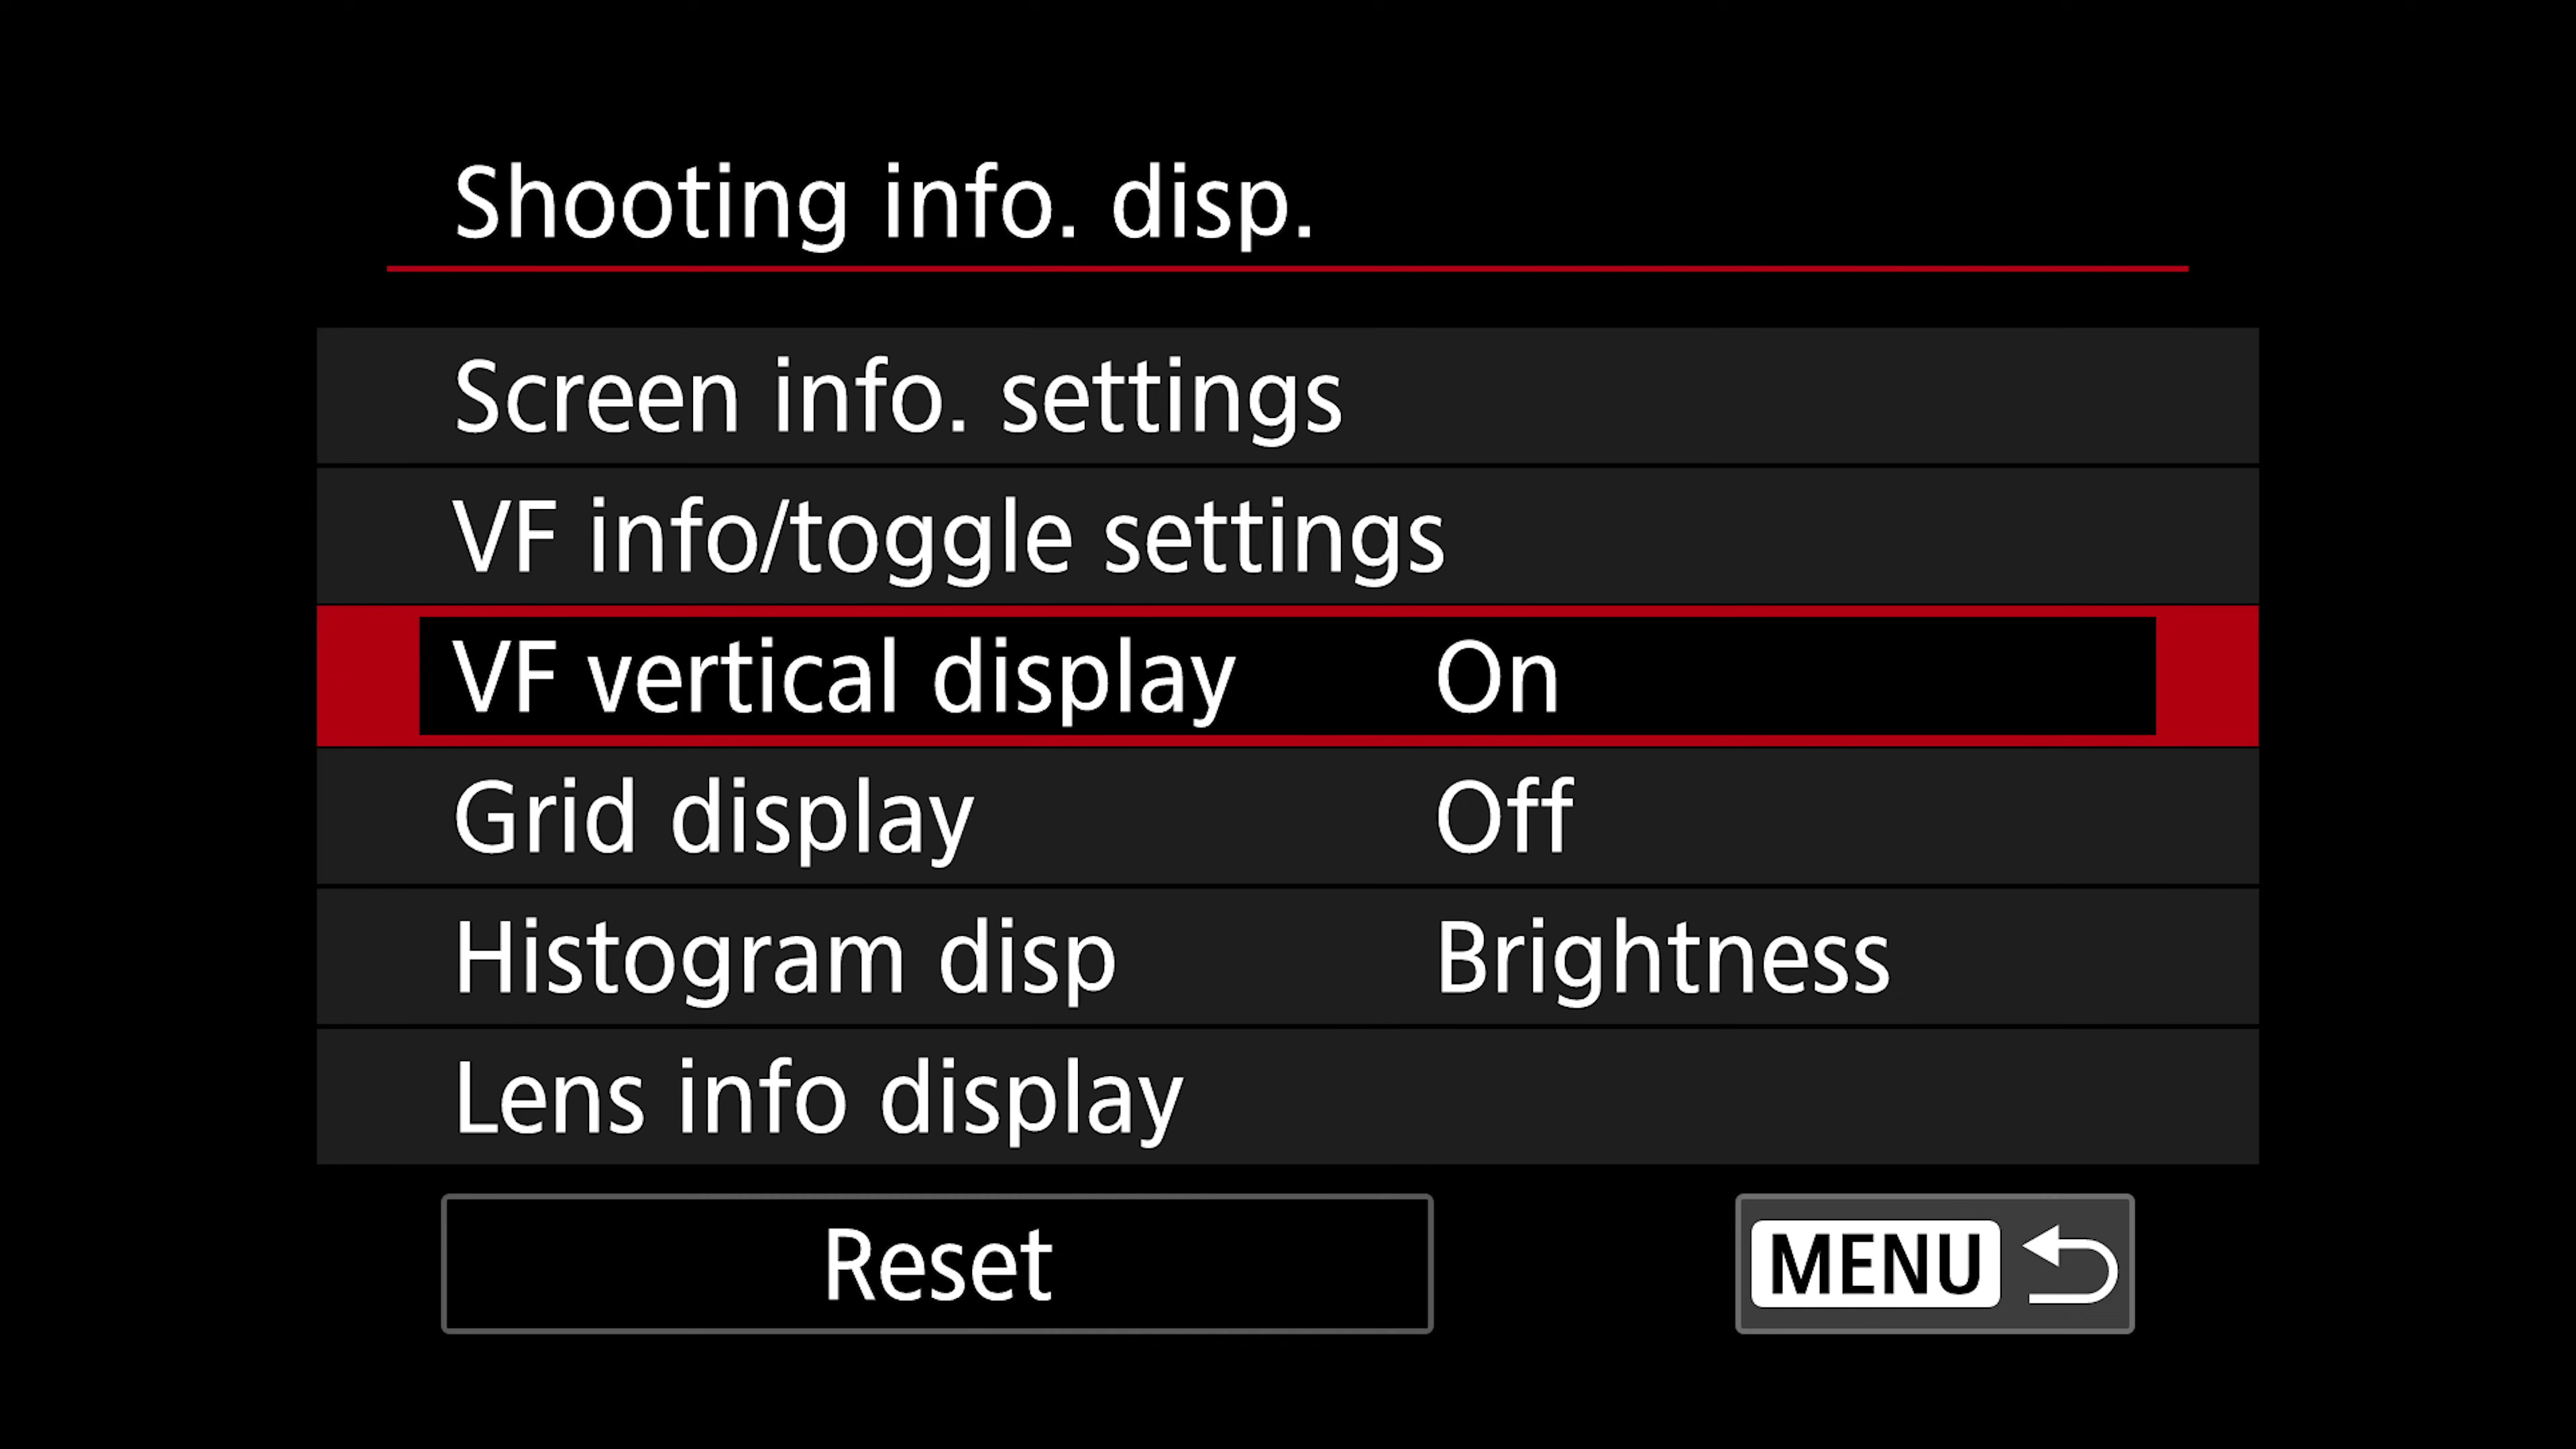 Shooting info. disp.
Screen info. settings
VF info/toggle settings
VF vertical display On
Grid display Off
Histogram disp Brightness
Lens info display
Reset MENU